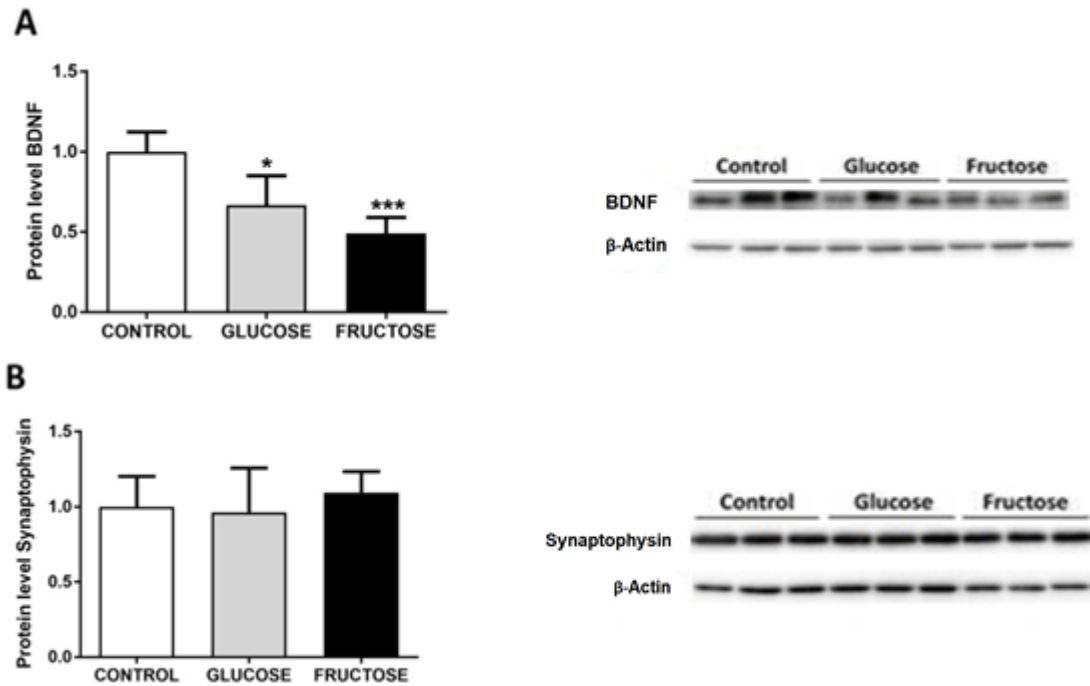 A
Protein level BDNF
1.5
1.0
0.5
0.0
*
***
CONTROL GLUCOSE FRUCTOSE
Control Glucose Fructose
BDNF
β-Actin
B
Protein level Synaptophysin
1.5
1.0
0.5
0.0
CONTROL GLUCOSE FRUCTOSE
Control Glucose Fructose
Synaptophysin
β-Actin